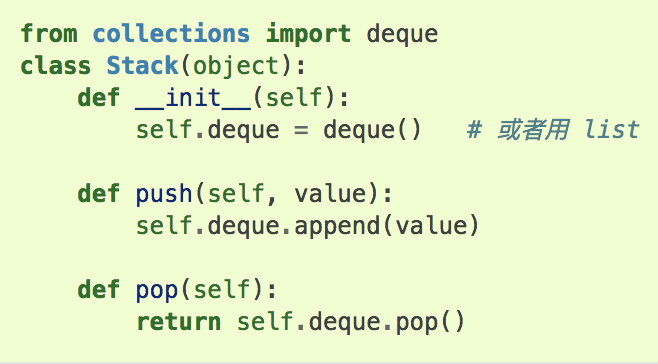 from collections import deque
class Stack(object):
    def __init__(self):
        self.deque = deque()   # 或者用 list
    def push(self, value):
        self.deque.append(value)
    def pop(self):
        return self.deque.pop()